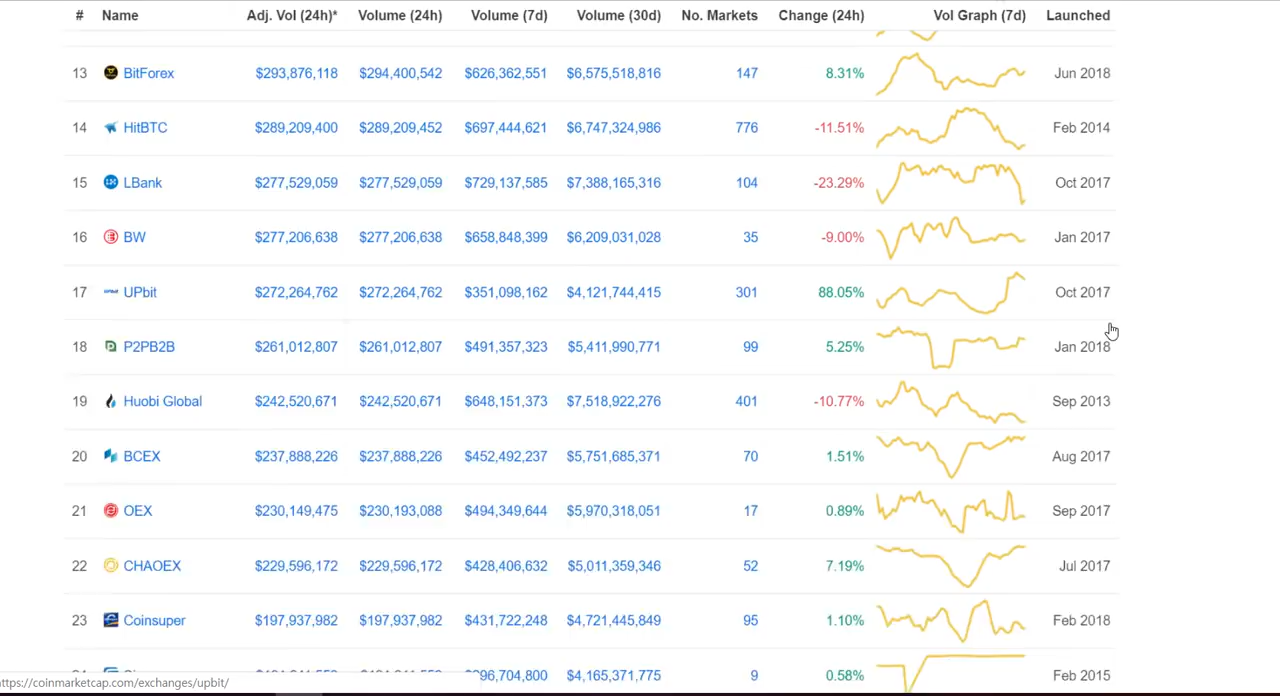 # Name Adj. Vol (24h)* Volume (24h) Volume (7d) Volume (30d) No. Markets Change (24h) Vol Graph (7d) Launched
13 BitForex $293,876,118 $294,400,542 $626,362,551 $6,575,518,816 147 8.31% Jun 2018
14 HitBTC $289,209,400 $289,209,452 $697,444,621 $6,747,324,986 776 -11.51% Feb 2014
15 LBank $277,529,059 $277,529,059 $729,137,585 $7,388,165,316 104 -23.29% Oct 2017
16 BW $277,206,638 $277,206,638 $658,848,399 $6,209,031,028 35 -9.00% Jan 2017
17 UPbit $272,264,762 $272,264,762 $351,098,162 $4,121,744,415 301 88.05% Oct 2017
18 P2PB2B $261,012,807 $261,012,807 $491,357,323 $5,411,990,771 99 5.25% Jan 2018
19 Huobi Global $242,520,671 $242,520,671 $648,151,373 $7,518,922,276 401 -10.77% Sep 2013
20 BCEX $237,888,226 $237,888,226 $452,492,237 $5,751,685,371 70 1.51% Aug 2017
21 OEX $230,149,475 $230,193,088 $494,349,644 $5,970,318,051 17 0.89% Sep 2017
22 CHAOEX $229,596,172 $229,596,172 $428,406,632 $5,011,359,346 52 7.19% Jul 2017
23 Coinsuper $197,937,982 $197,937,982 $431,722,248 $4,721,445,849 95 1.10% Feb 2018
96,704,800 $4,165,371,775 9 0.58% Feb 2015
ttps://coinmarketcap.com/exchanges/upbit/